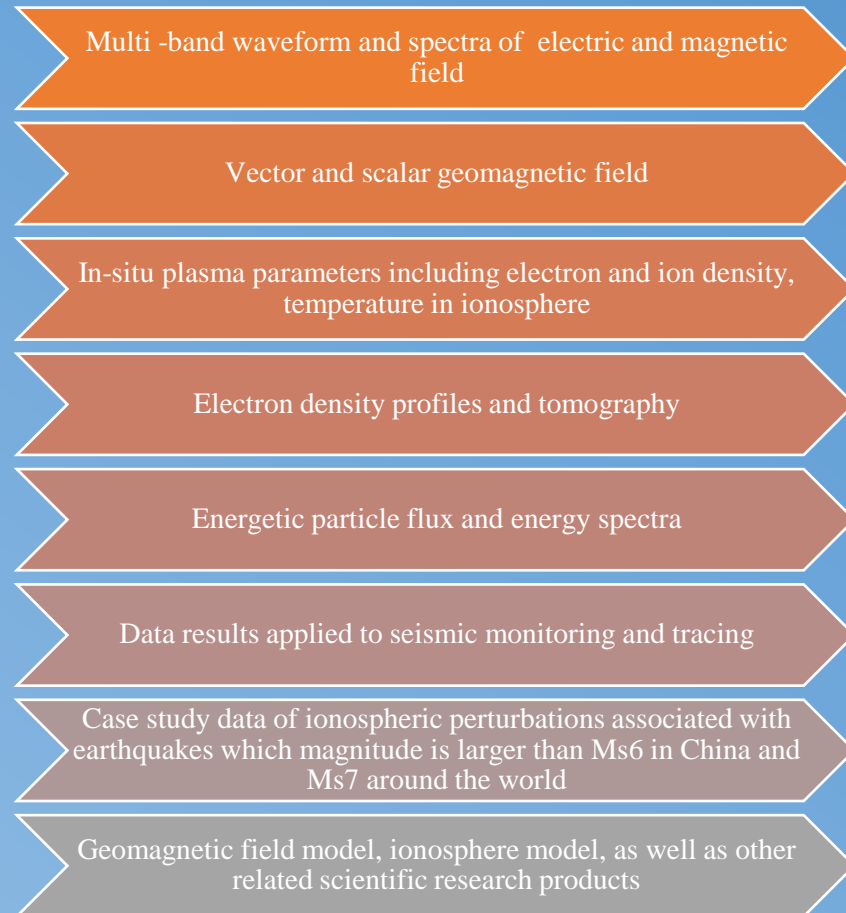 Multi -band waveform and spectra of  electric and magnetic
field
Vector and scalar geomagnetic field
In-situ plasma parameters including electron and ion density,
temperature in ionosphere
Electron density profiles and tomography
Energetic particle flux and energy spectra
Data results applied to seismic monitoring and tracing
Case study data of ionospheric perturbations associated with
earthquakes which magnitude is larger than Ms6 in China and
Ms7 around the world
Geomagnetic field model, ionosphere model, as well as other
related scientific research products